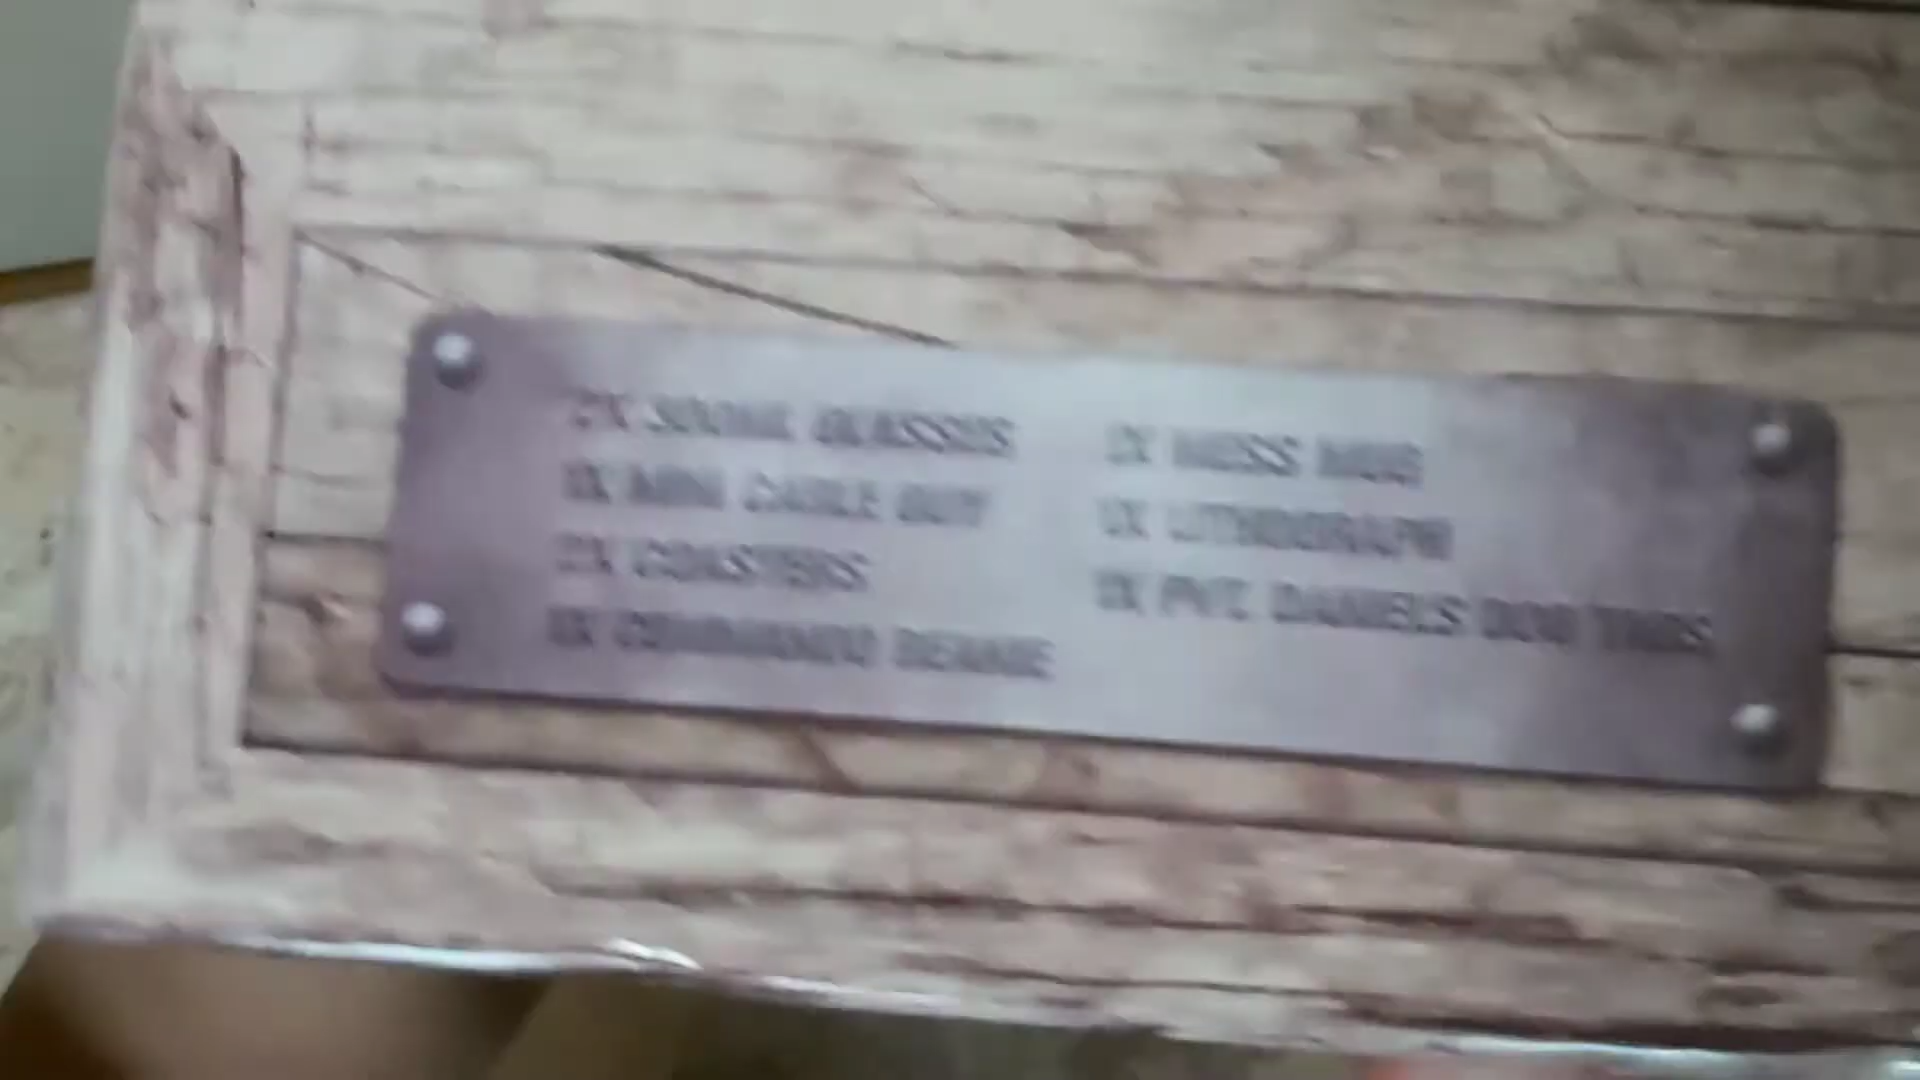 2X SOCIAL GLASSES
1X MINI CABLE GUY
2X COASTERS
1X COMMANDO BEANIE
1X MESS MUG
1X LITHOGRAPH
1X PVT. DANIELS DOG TAGS